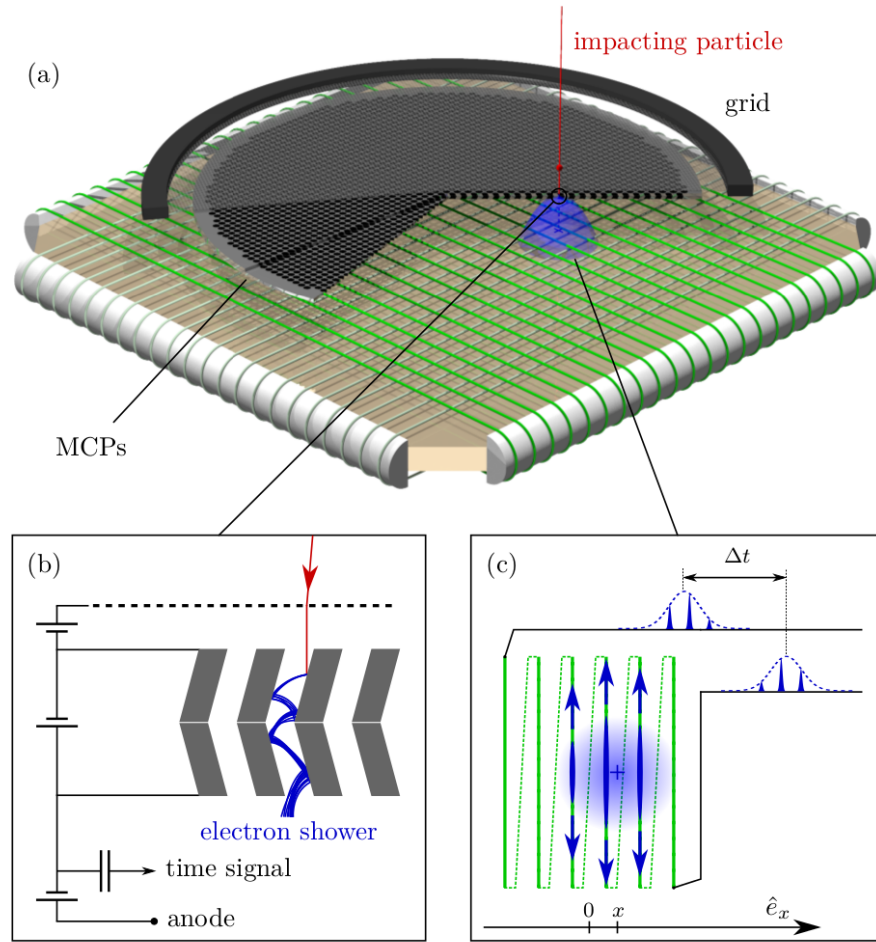 impacting particle
(a)
grid
MCPs
(b)
electron shower
time signal
anode
(c)
Δt
0 x
ê_x